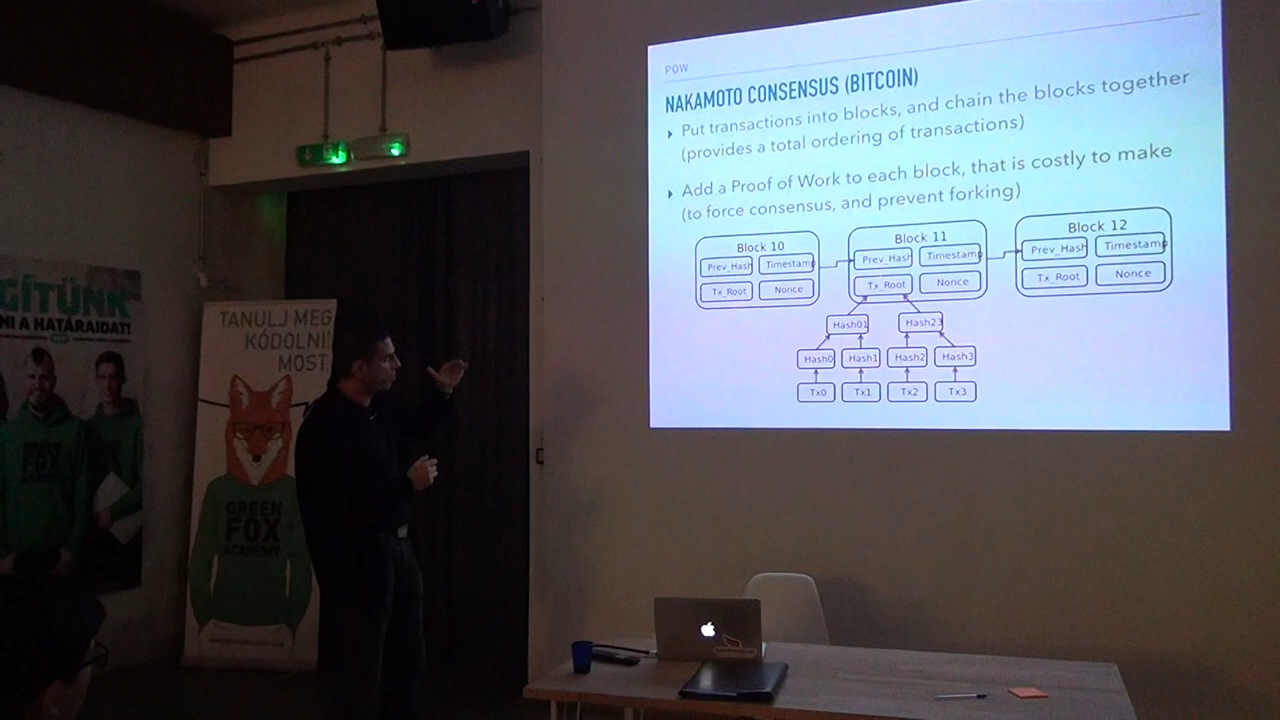 POW
NAKAMOTO CONSENSUS (BITCOIN)
Put transactions into blocks, and chain the blocks together
(provides a total ordering of transactions)
Add a Proof of Work to each block, that is costly to make
(to force consensus, and prevent forking)
Block 10
Prev_Hash Timestamp
Tx_Root Nonce
Block 11
Prev_Hash Timestamp
Tx_Root Nonce
Block 12
Prev_Hash Timestamp
Tx_Root Nonce
Hash01 Hash23
Hash0 Hash1 Hash2 Hash3
Tx0 Tx1 Tx2 Tx3
GÍTÜNK
NI A HATÁRAIDAT!
GREEN
FOX
TANULJ MEG
KÓDOLNI
MOST.
GREEN
FOX
ACADEMY